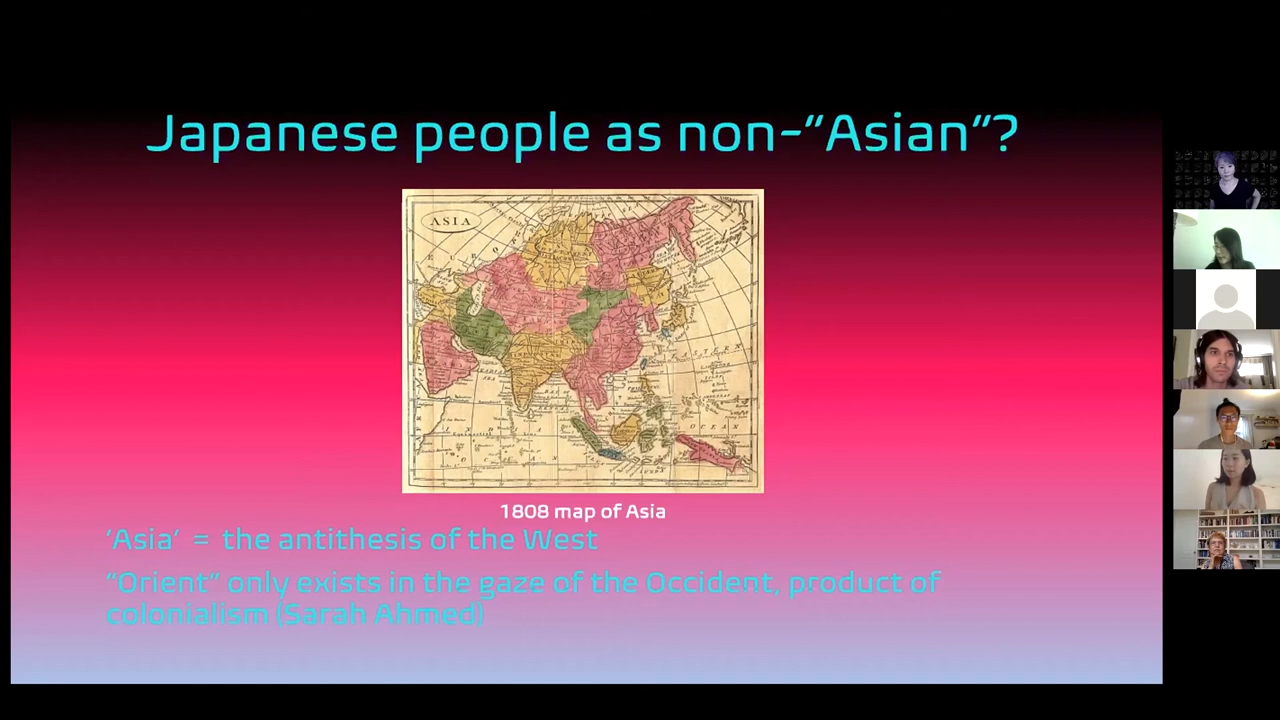 Japanese people as non-"Asian"?
ASIA
EUROPE
1808 map of Asia
'Asia' = the antithesis of the West
"Orient" only exists in the gaze of the Occident, product of
colonialism (Sarah Ahmed)